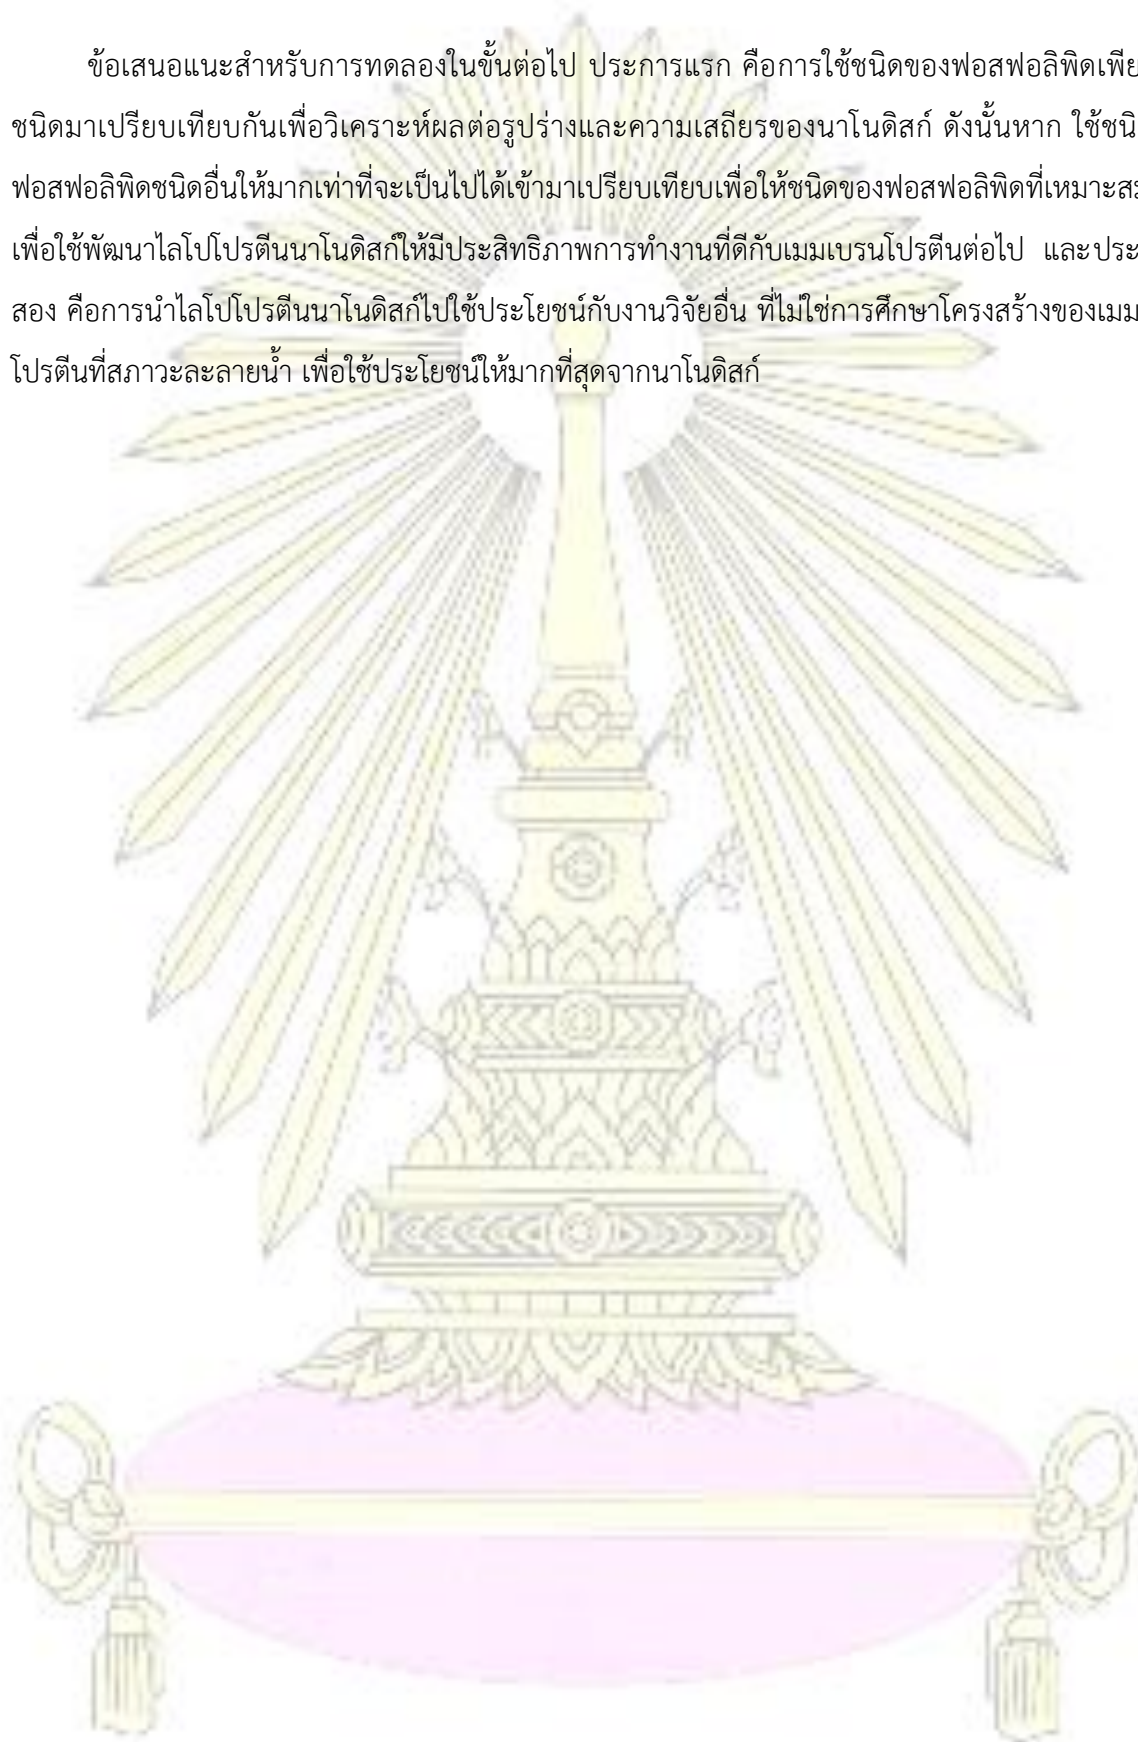 ข้อเสนอแนะสำหรับการทดลองในขั้นต่อไป ประการแรก คือการใช้ชนิดของฟอสฟอลิพิดเพีย
ชนิดมาเปรียบเทียบกันเพื่อวิเคราะห์ผลต่อรูปร่างและความเสถียรของนาโนดิสก์ ดังนั้นหาก ใช้ชนิ
ฟอสฟอลิพิดชนิดอื่นให้มากเท่าที่จะเป็นไปได้เข้ามาเปรียบเทียบเพื่อให้ชนิดของฟอสฟอลิพิดที่เหมาะสม
เพื่อใช้พัฒนาไลโปโปรตีนนาโนดิสก์ให้มีประสิทธิภาพการทำงานที่ดีกับเมมเบรนโปรตีนต่อไป และประ
สอง คือการนำไลโปโปรตีนนาโนดิสก์ไปใช้ประโยชน์กับงานวิจัยอื่น ที่ไม่ใช่การศึกษาโครงสร้างของเมม
โปรตีนที่สภาวะละลายน้ำ เพื่อใช้ประโยชน์ให้มากที่สุดจากนาโนดิสก์